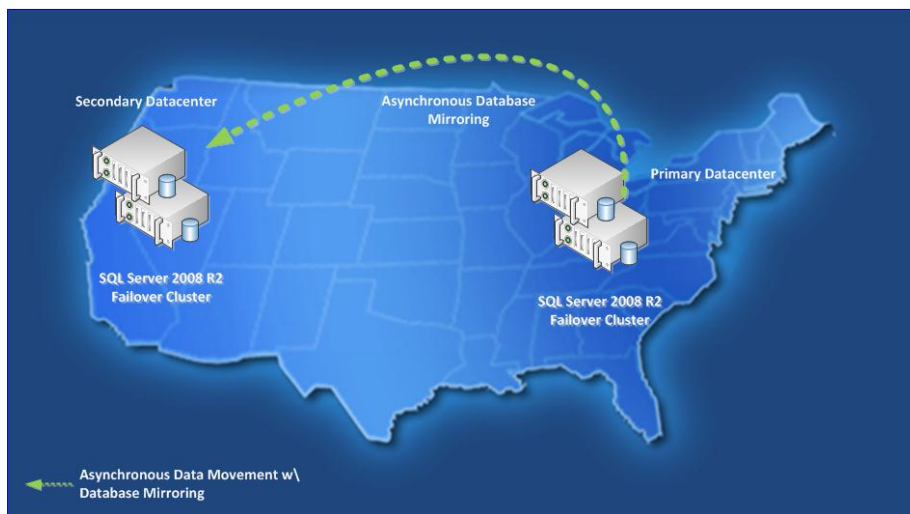 Secondary Datacenter
Asynchronous Database
Mirroring
Primary Datacenter
SQL Server 2008 R2
Failover Cluster
SQL Server 2008 R2
Failover Cluster
Asynchronous Data Movement w\
Database Mirroring